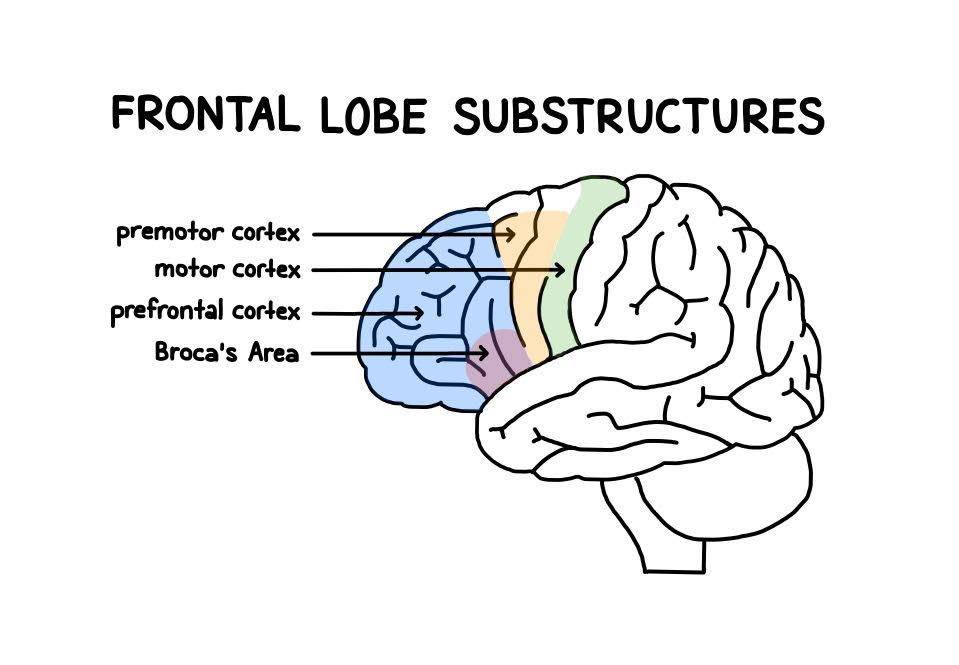 FRONTAL LOBE SUBSTRUCTURES
premotor cortex
motor cortex
prefrontal cortex
Broca's Area